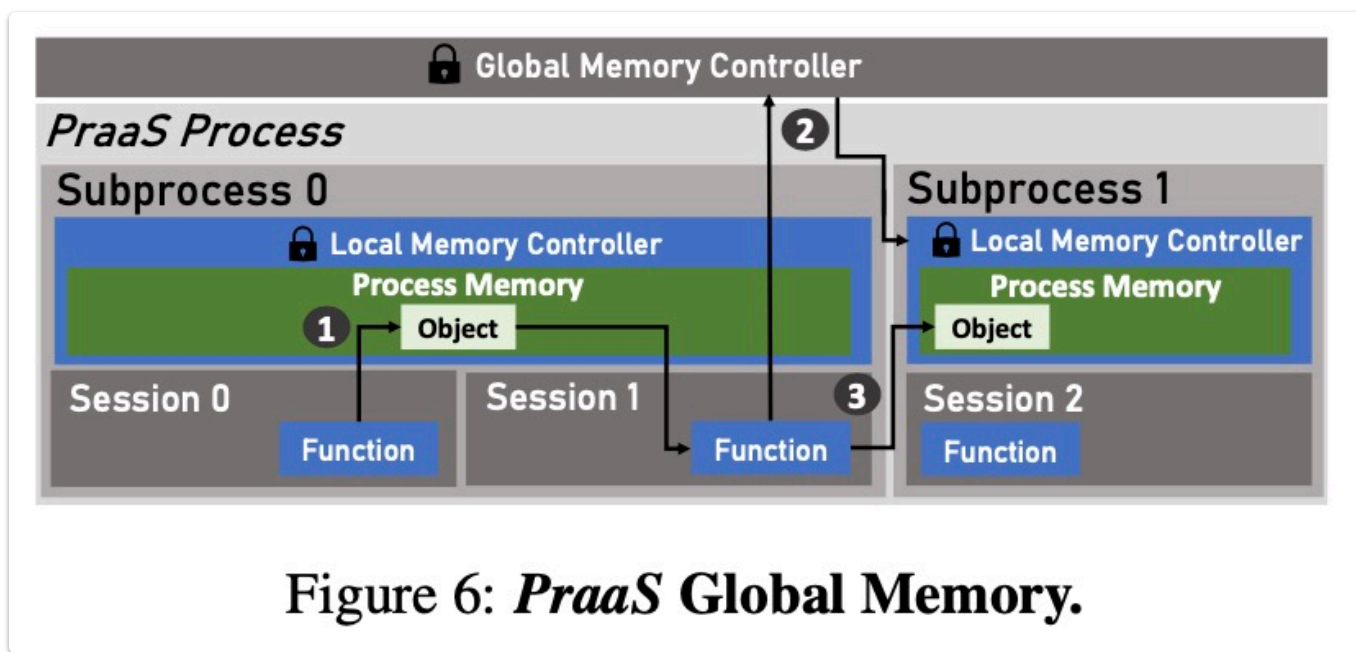 Global Memory Controller
PraaS Process
2
Subprocess 0
Subprocess 1
Local Memory Controller
Local Memory Controller
Process Memory
Process Memory
1
Object
Object
Session 0
Session 1
3
Session 2
Function
Function
Function
Figure 6: PraaS Global Memory.